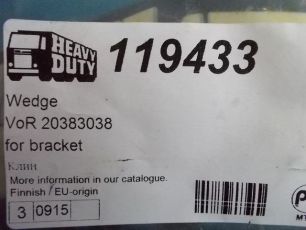 HEAVY DUTY 119433
Wedge
VoR 20383038
for bracket
КЛИН
More information in our catalogue.
Finnish / EU-origin
3 0915